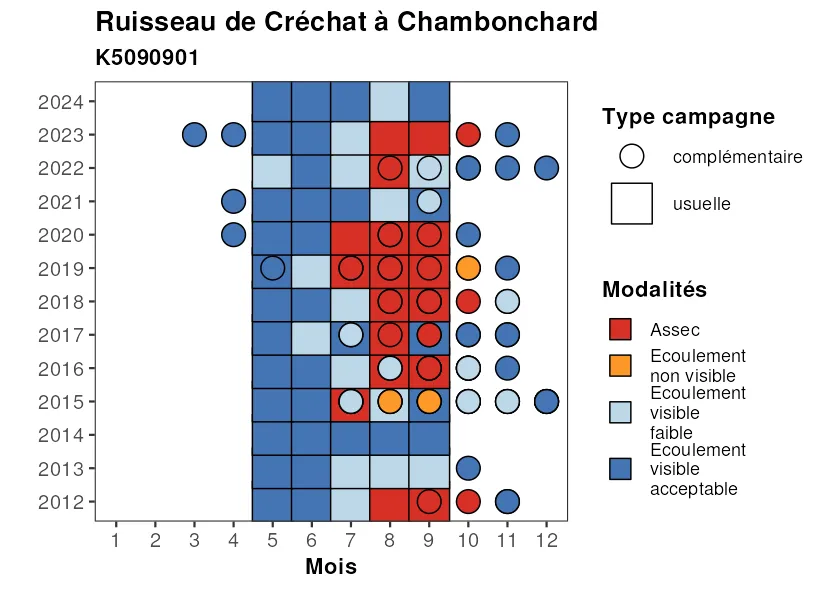 Ruisseau de Créchat à Chambonchard
K5090901
2024
2023
2022
2021
2020
2019
2018
2017
2016
2015
2014
2013
2012
1 2 3 4 5 6 7 8 9 10 11 12
Mois
Type campagne
complémentaire
usuelle
Modalités
Assec
Ecoulement
non visible
Ecoulement
visible
faible
Ecoulement
visible
acceptable